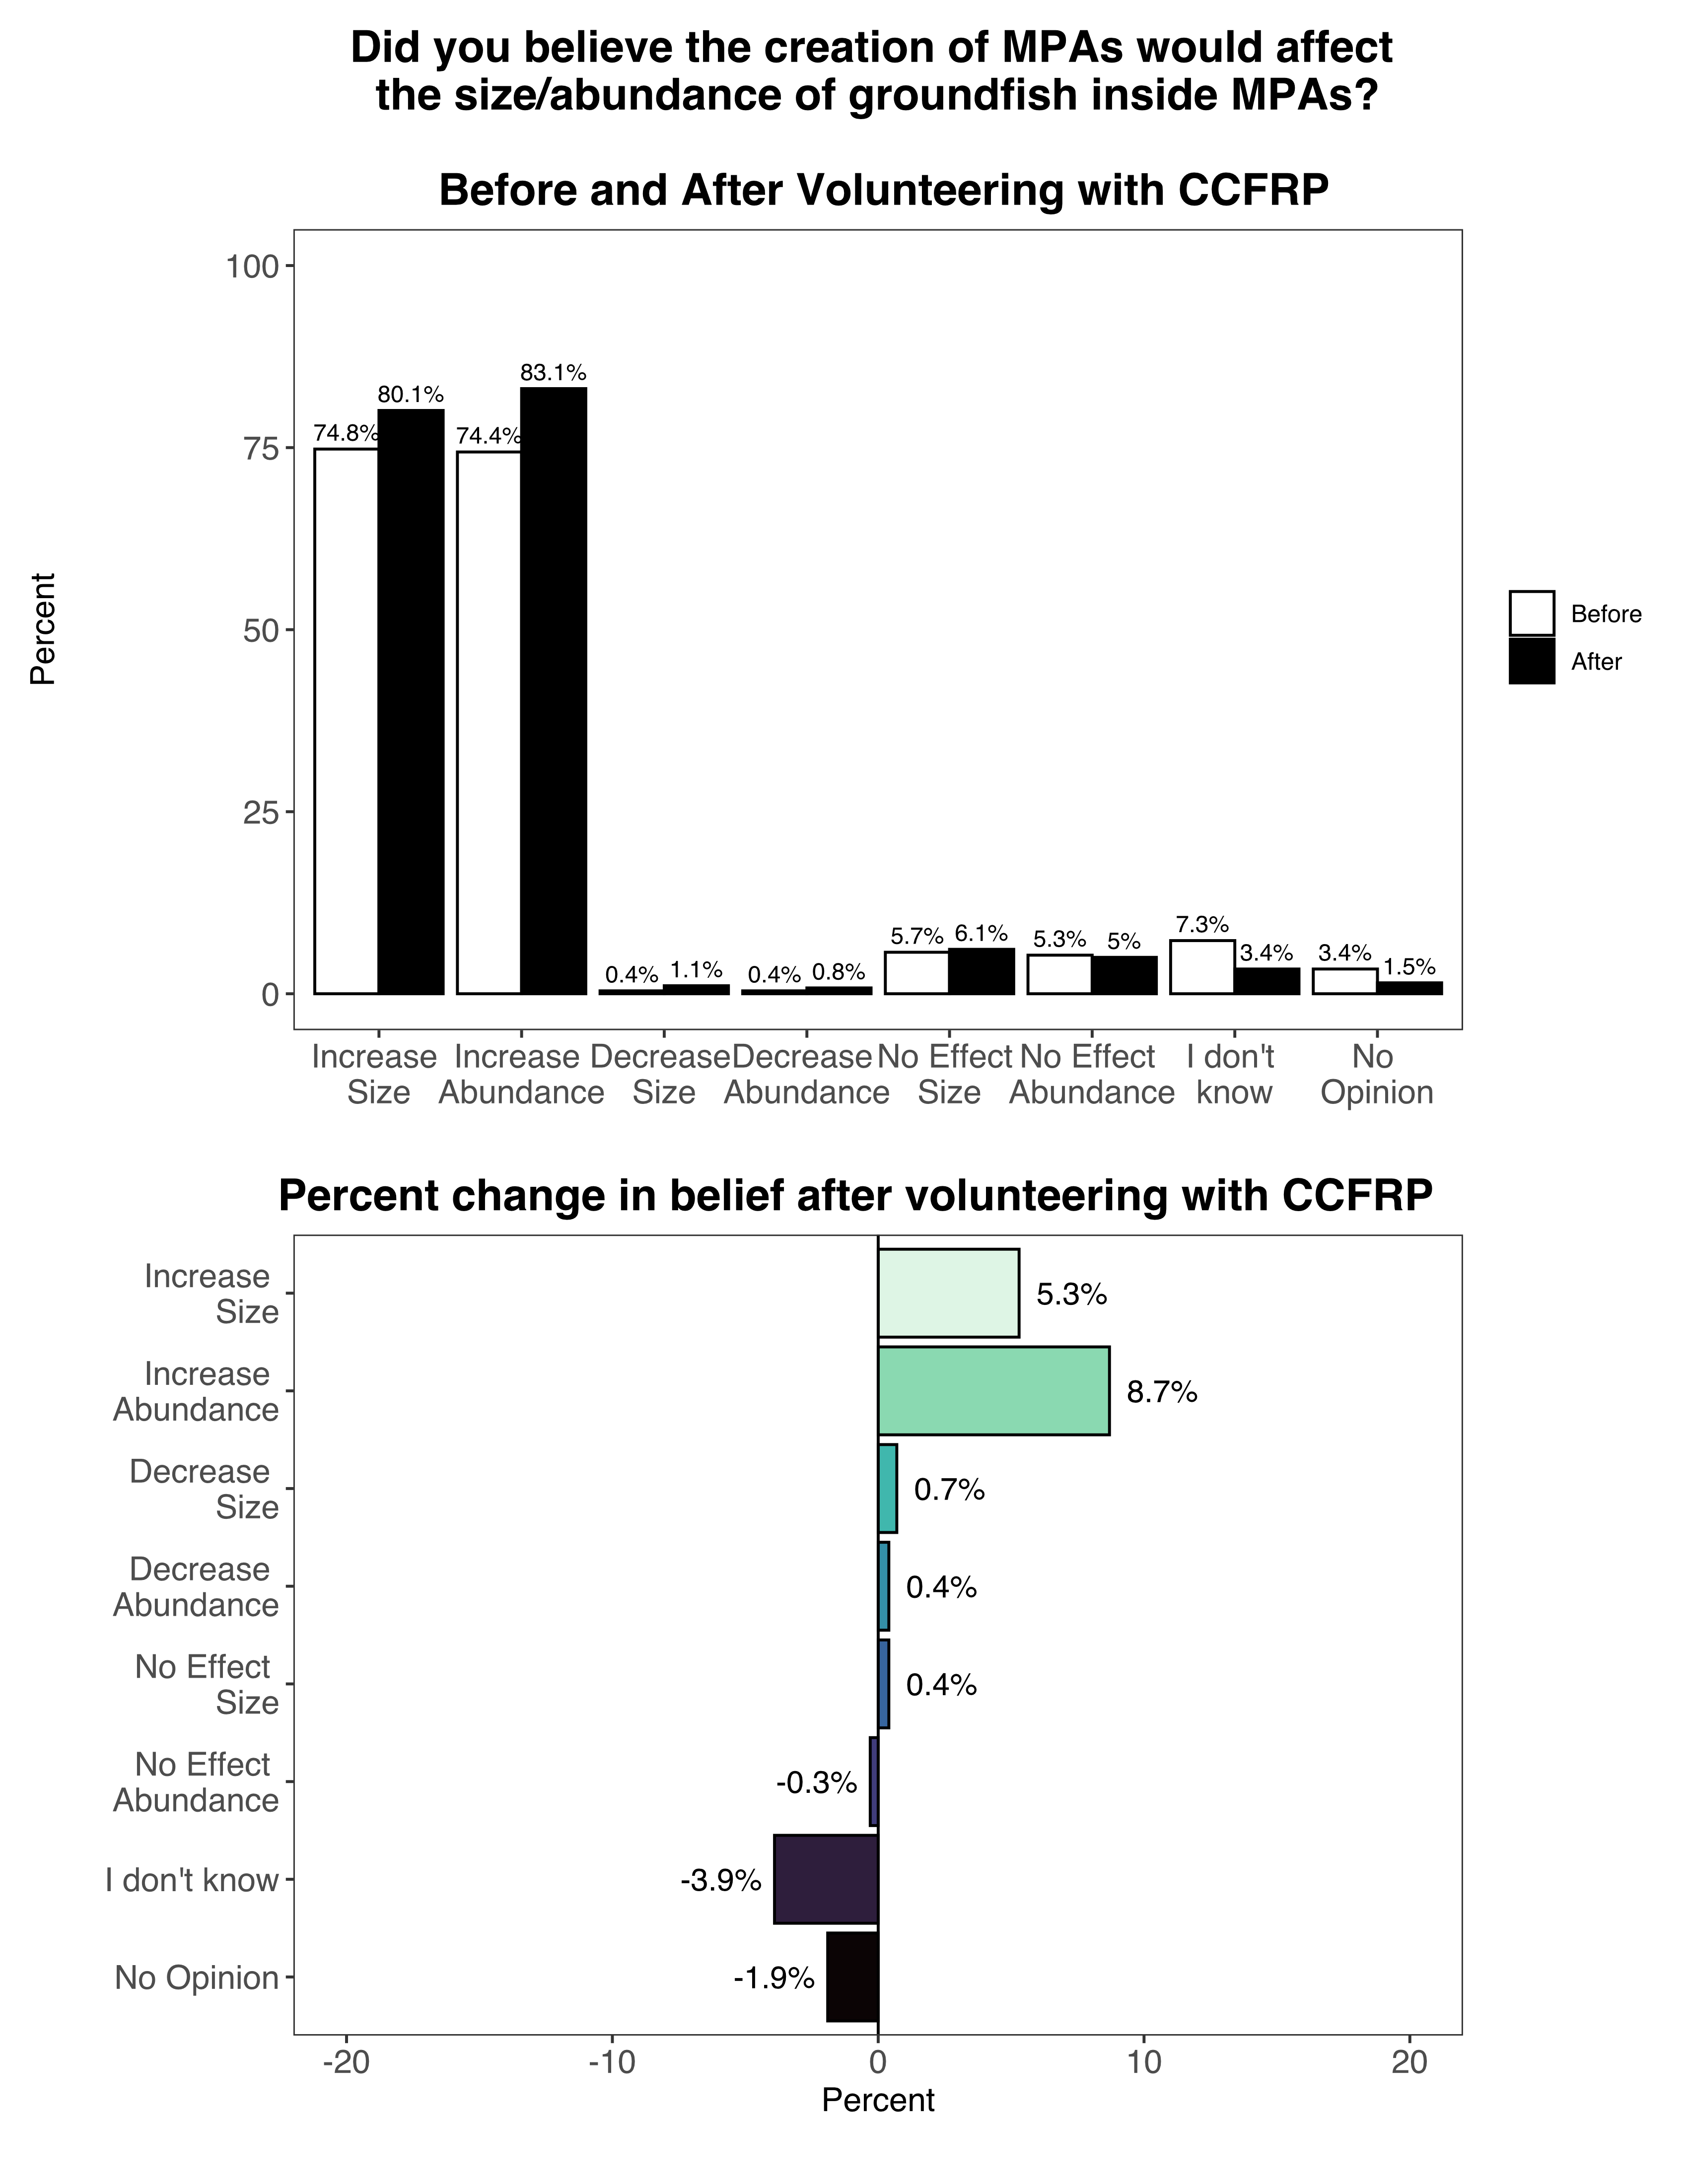 Did you believe the creation of MPAs would affect
the size/abundance of groundfish inside MPAs?
Before and After Volunteering with CCFRP
Percent
100
75
50
25
0
74.8%
80.1%
74.4%
83.1%
0.4%
1.1%
0.4%
0.8%
5.7%
6.1%
5.3%
5%
7.3%
3.4%
3.4%
1.5%
Increase
Size
Increase
Abundance
Decrease
Size
Decrease
Abundance
No Effect
Size
No Effect
Abundance
I don't
know
No
Opinion
Before
After
Percent change in belief after volunteering with CCFRP
Increase
Size
5.3%
Increase
Abundance
8.7%
Decrease
Size
0.7%
Decrease
Abundance
0.4%
No Effect
Size
0.4%
No Effect
Abundance
-0.3%
I don't know
-3.9%
No Opinion
-1.9%
-20
-10
0
10
20
Percent